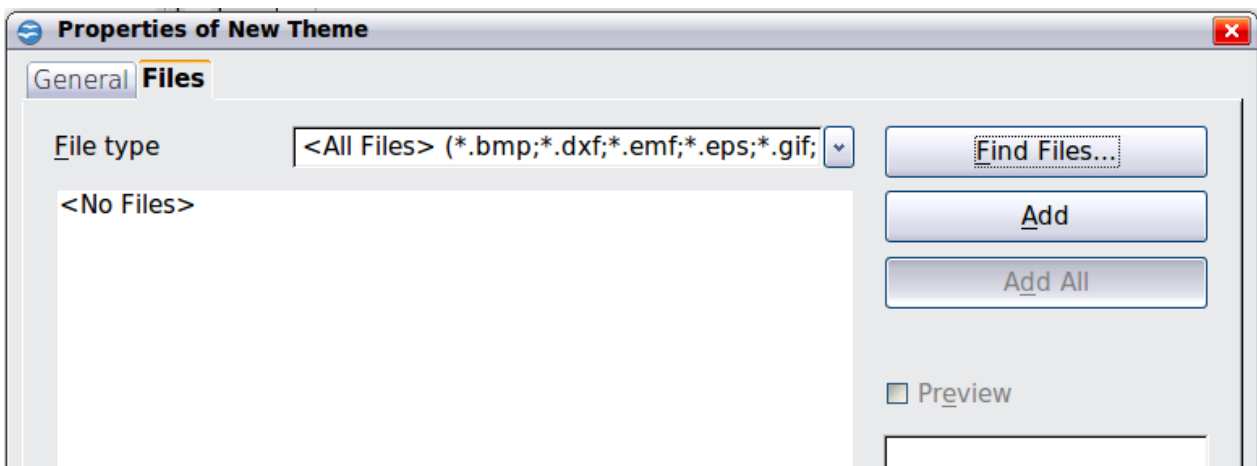 Properties of New Theme
General Files
File type <All Files> (*.bmp;*.dxf;*.emf;*.eps;*.gif; Find Files...
<No Files>
Add
Add All
Preview